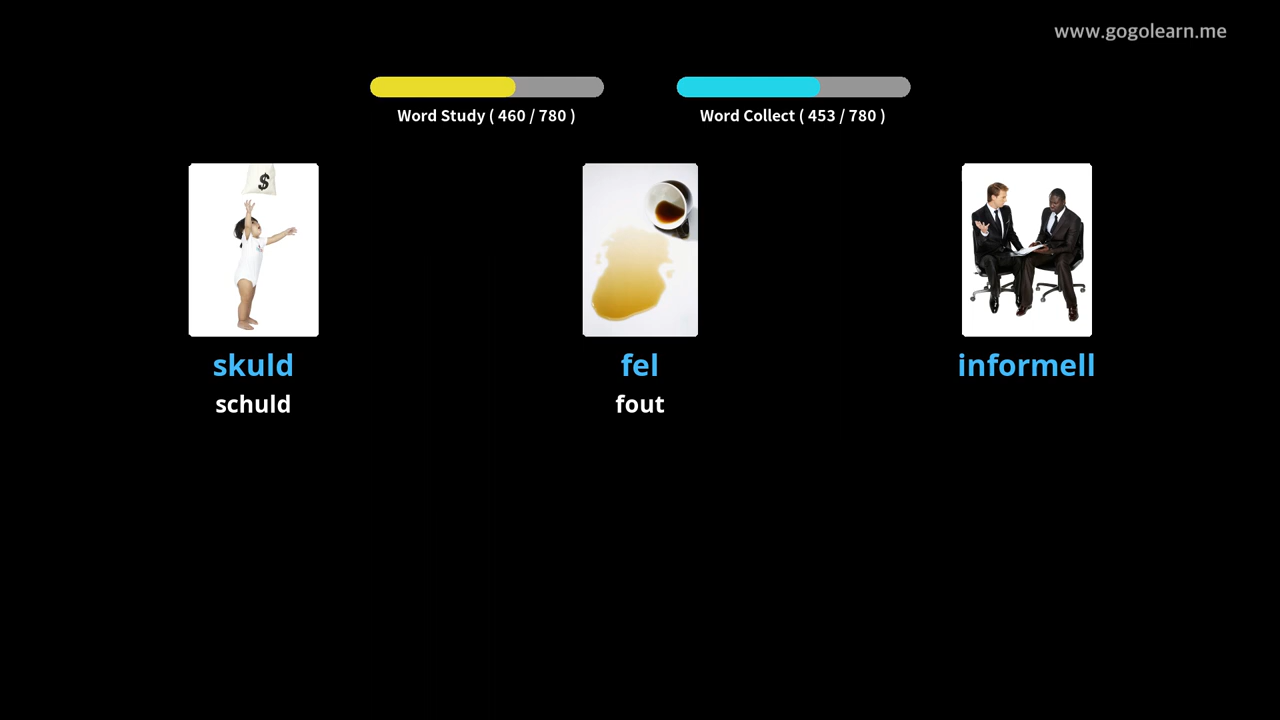 www.gogolearn.me
Word Study ( 460 / 780 )
Word Collect ( 453 / 780 )
$
skuld
fel
informell
schuld
fout